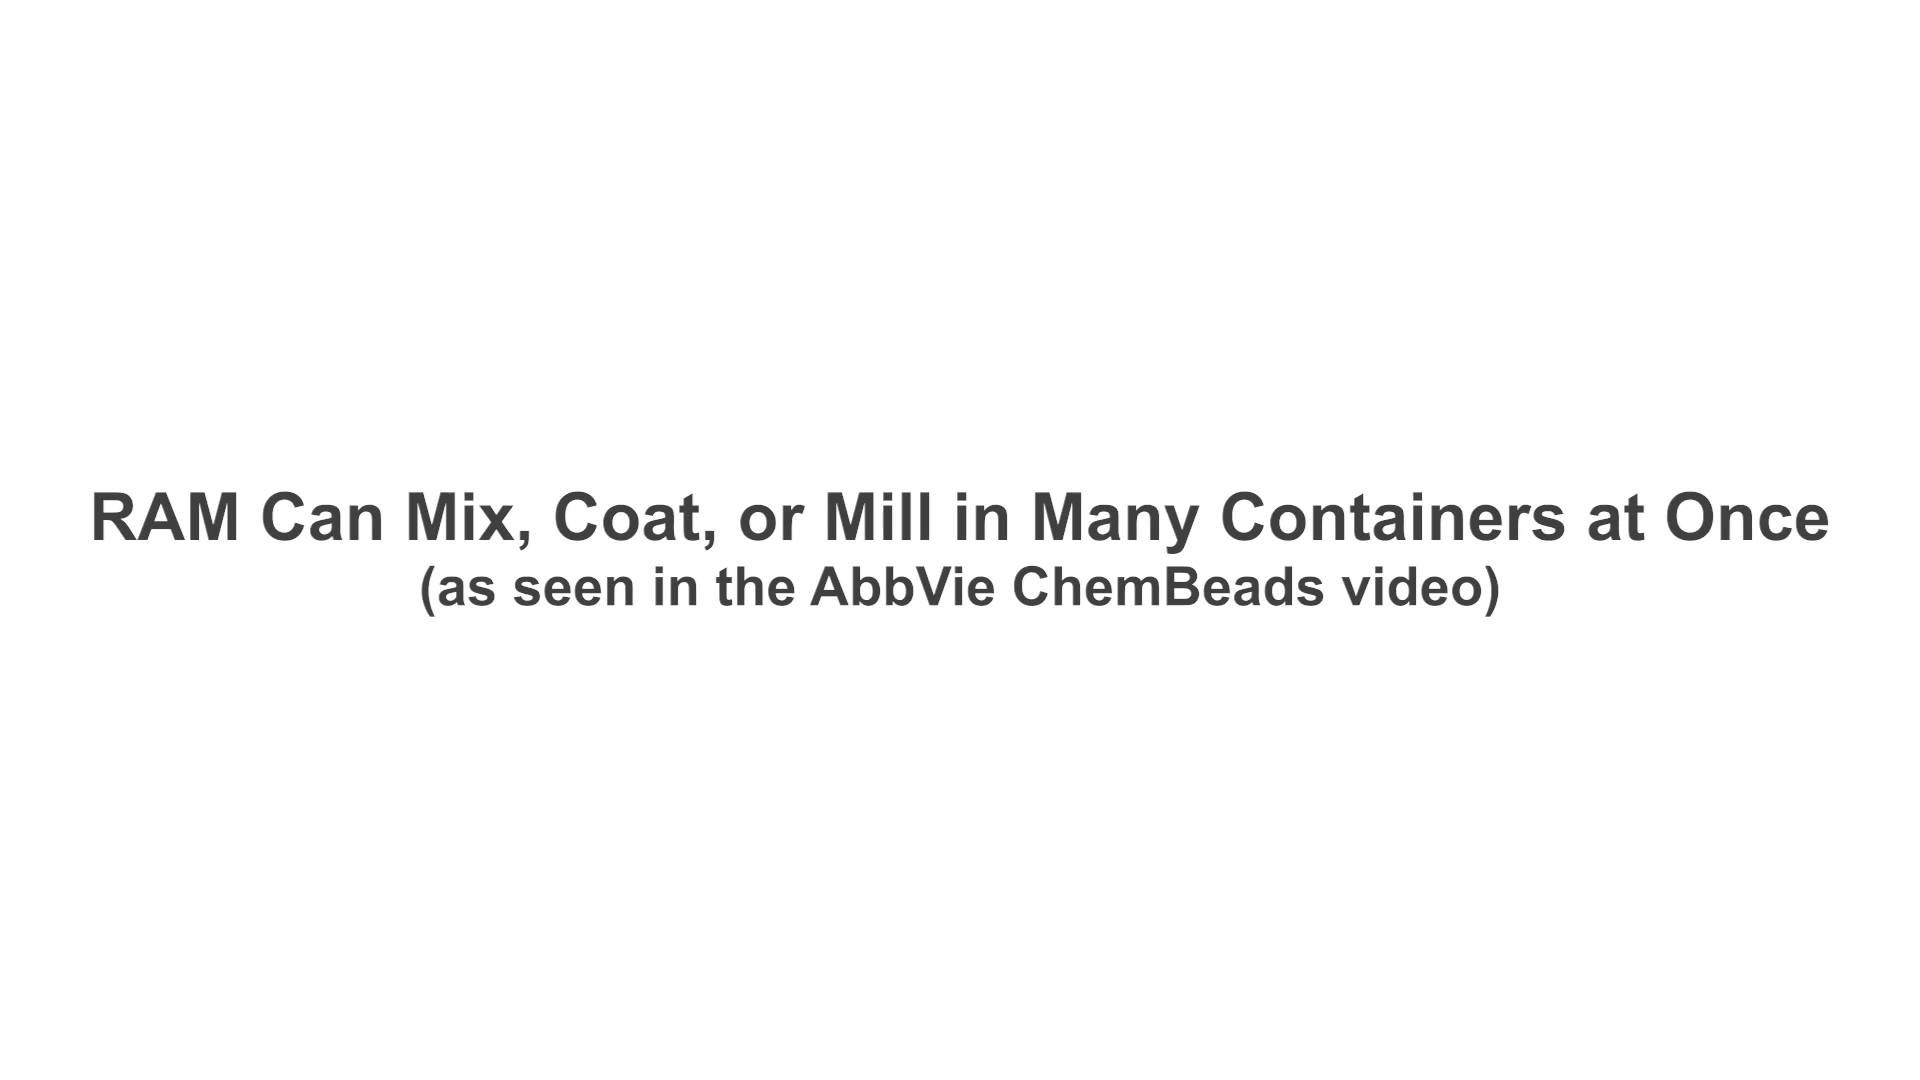 RAM Can Mix, Coat, or Mill in Many Containers at Once
(as seen in the AbbVie ChemBeads video)